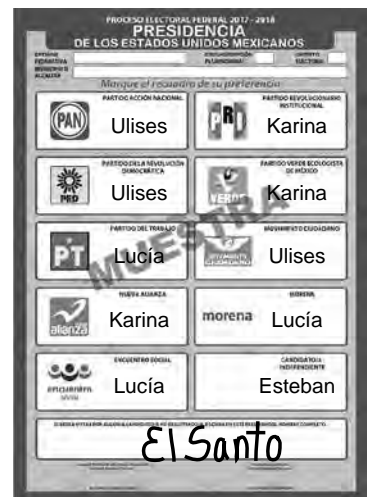 PROCESO ELECTORAL FEDERAL 2017 - 2018
PRESIDENCIA
DE LOS ESTADOS UNIDOS MEXICANOS
Marque el recuadro de su preferencia
PARTIDO ACCIÓN NACIONAL
PAN
Ulises
PARTIDO REVOLUCIONARIO
INSTITUCIONAL
PRD
Karina
PARTIDO DE LA REVOLUCIÓN
DEMOCRÁTICA
PRD
Ulises
PARTIDO VERDE ECOLOGISTA
DE MÉXICO
VERDE
Karina
MUESTRA
PARTIDO DEL TRABAJO
PT
Lucía
MOVIMIENTO CIUDADANO
Ulises
NUEVA ALIANZA
alianza
Karina
MORENA
morena
Lucía
ENCUENTRO SOCIAL
encuentro
social
Lucía
CANDIDATO/A
INDEPENDIENTE
Esteban
El Santo